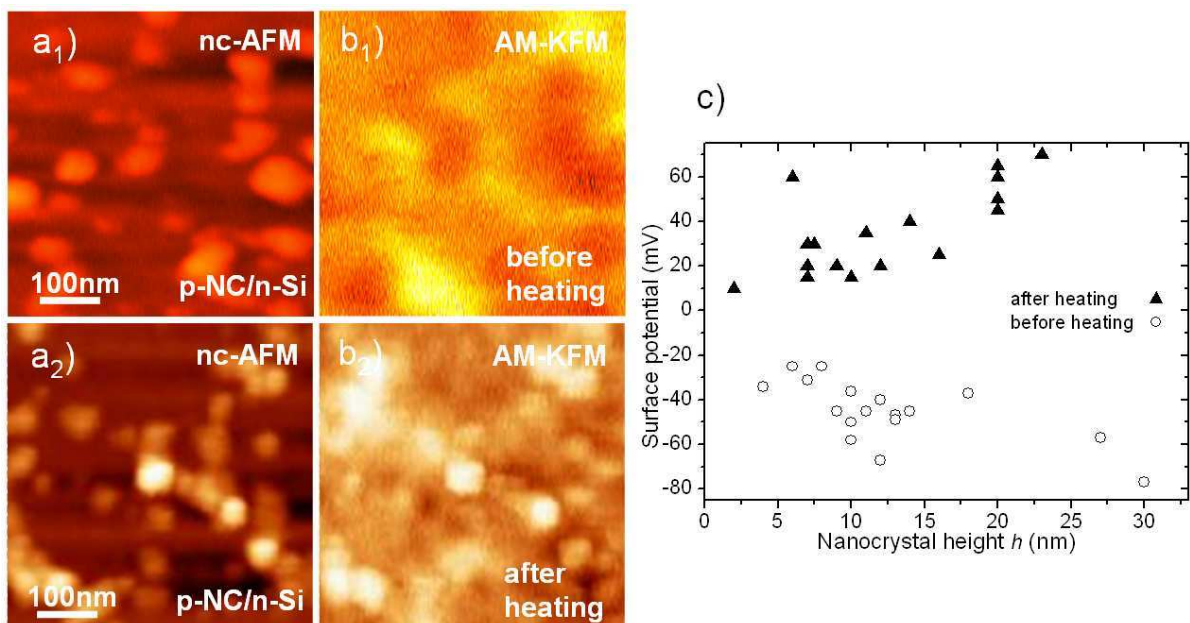 a1)
nc-AFM
100nm
p-NC/n-Si
b1)
AM-KFM
before
heating
a2)
nc-AFM
100nm
p-NC/n-Si
b2)
AM-KFM
after
heating
c)
Surface potential (mV)
60
40
20
0
-20
-40
-60
-80
after heating
before heating
0 5 10 15 20 25 30
Nanocrystal height h (nm)